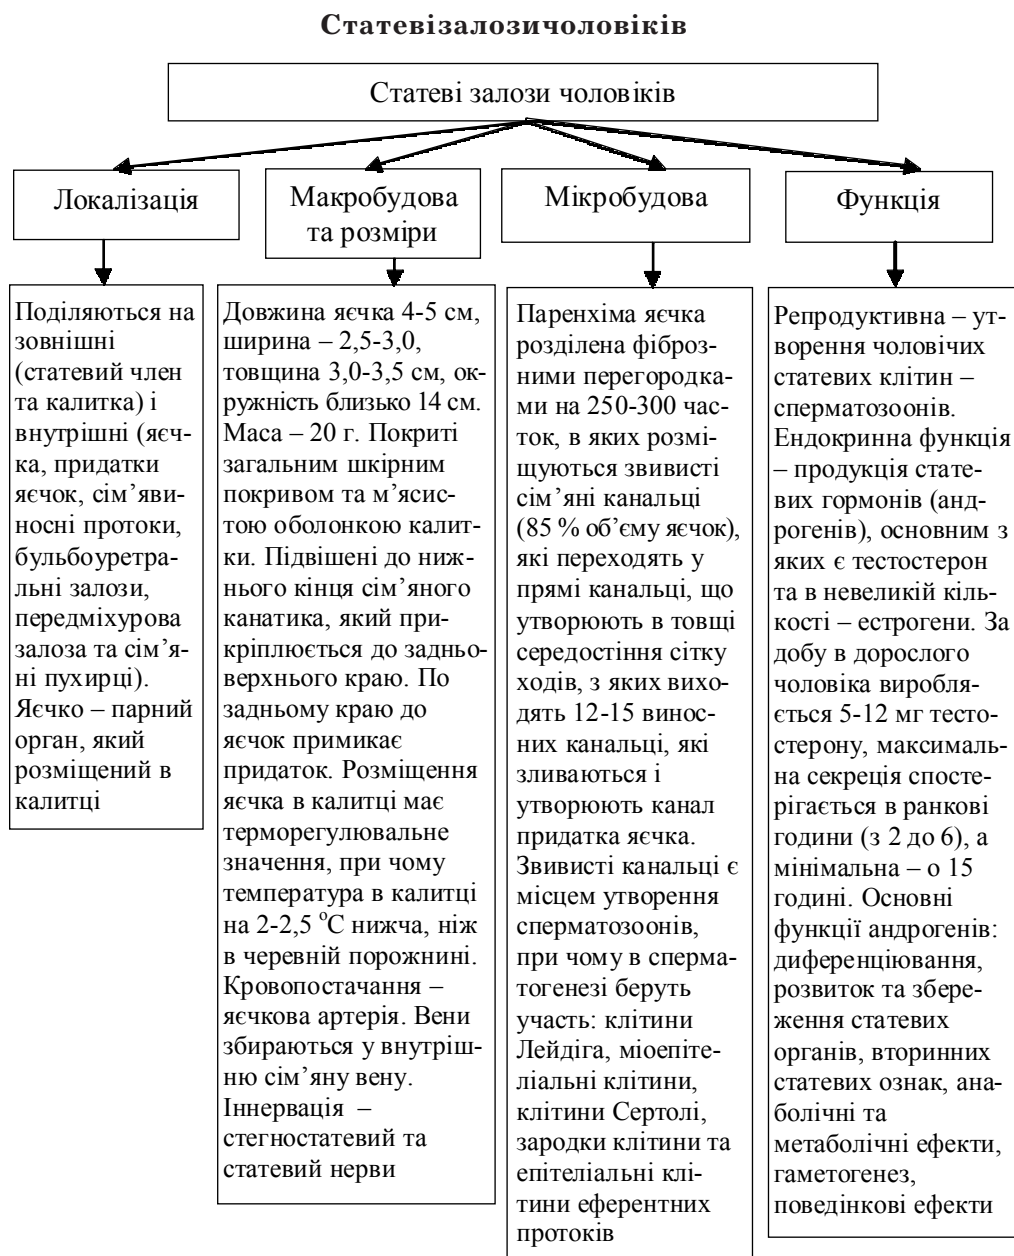 Статевізалозичоловіків
Статеві залози чоловіків
Локалізація
Макробудова
та розміри
Мікробудова
Функція
Поділяються на
зовнішні
(статевий член
та калитка) і
внутрішні (яєч-
ка, придатки
яєчок, сім’яви-
носні протоки,
бульбоуретра-
льні залози,
передміхурова
залоза та сім’я-
ні пухирці).
Яєчко – парний
орган, який
розміщений в
калитці
Довжина яєчка 4-5 см,
ширина – 2,5-3,0,
товщина 3,0-3,5 см, ок-
ружність близько 14 см.
Маса – 20 г. Покриті
загальним шкірним
покривом та м’ясис-
тою оболонкою калит-
ки. Підвішені до ниж-
нього кінця сім’яного
канатика, який при-
кріплюється до задньо-
верхнього краю. По
задньому краю до
яєчок примикає
придаток. Розміщення
яєчка в калитці має
терморегулювальне
значення, при чому
температура в калитці
на 2-2,5 °С нижча, ніж
в черевній порожнині.
Кровопостачання –
яєчкова артерія. Вени
збираються у внутріш-
ню сім’яну вену.
Іннервація –
стегностатевий та
статевий нерви
Паренхіма яєчка
розділена фіброз-
ними перегородка-
ми на 250-300 час-
ток, в яких розмі-
щуються звивисті
сім’яні канальці
(85 % об’єму яєчок),
які переходять у
прямі канальці, що
утворюють в товщі
середостіння сітку
ходів, з яких вихо-
дять 12-15 винос-
них канальці, які
зливаються і
утворюють канал
придатка яєчка.
Звивисті канальці є
місцем утворення
сперматозоонів,
при чому в сперма-
тогенезі беруть
участь: клітини
Лейдіга, міоепіте-
ліальні клітини,
клітини Сертолі,
зародки клітини та
епітеліальні клі-
тини еферентних
протоків
Репродуктивна – ут-
ворення чоловічих
статевих клітин –
сперматозоонів.
Ендокринна функція
– продукція стате-
вих гормонів (анд-
рогенів), основним з
яких є тестостерон
та в невеликій кіль-
кості – естрогени. За
добу в дорослого
чоловіка виробля-
ється 5-12 мг тесто-
стерону, максималь-
на секреція спосте-
рігається в ранкові
години (з 2 до 6), а
мінімальна – о 15
годині. Основні
функції андрогенів:
диференціювання,
розвиток та збере-
ження статевих
органів, вторинних
статевих ознак, ана-
болічні та
метаболічні ефекти,
гаметогенез,
поведінкові ефекти